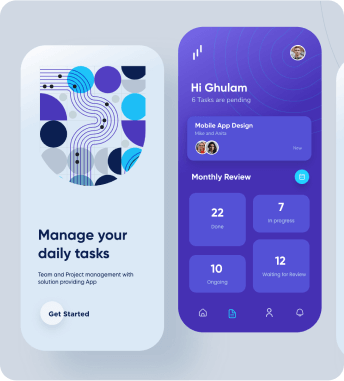 Manage your
daily tasks
Team and Project management with
solution providing App
Get Started
Hi Ghulam
6 Tasks are pending
Mobile App Design
Mike and Anita
Now
Monthly Review
22
Done
7
In progress
10
Ongoing
12
Waiting for Review